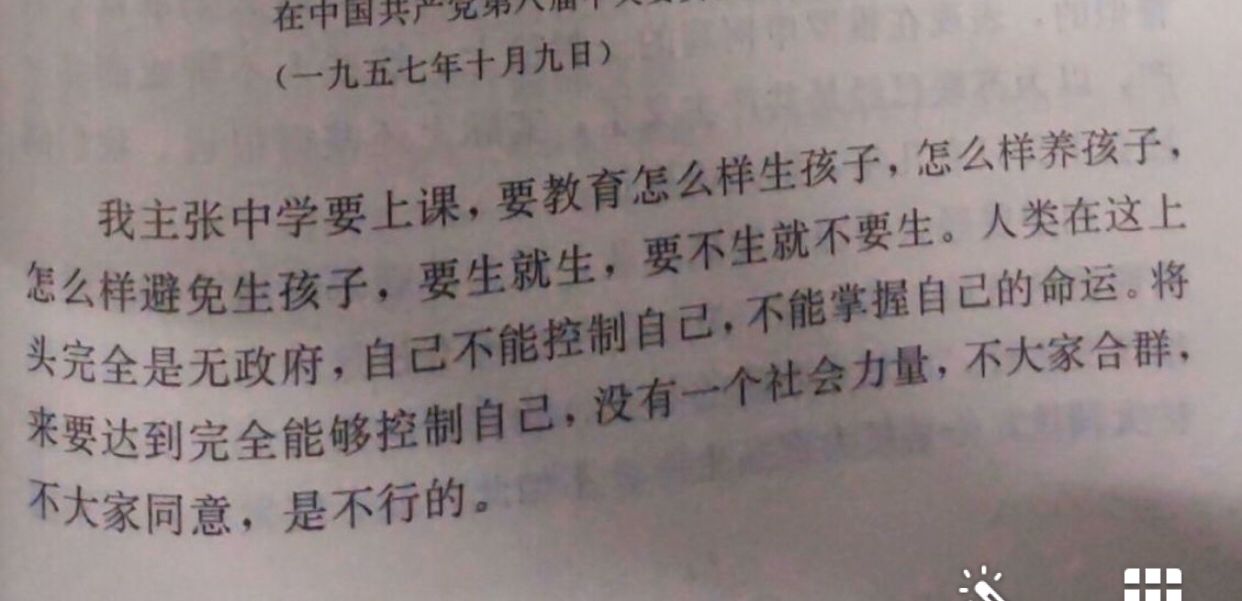 在中国共产党第八届中央委
(一九五七年十月九日)
我主张中学要上课，要教育怎么样生孩子，怎么样养孩子，
怎么样避免生孩子，要生就生，要不生就不要生。人类在这上
头完全是无政府，自己不能控制自己，不能掌握自己的命运。将
来要达到完全能够控制自己，没有一个社会力量，不大家合群，
不大家同意，是不行的。